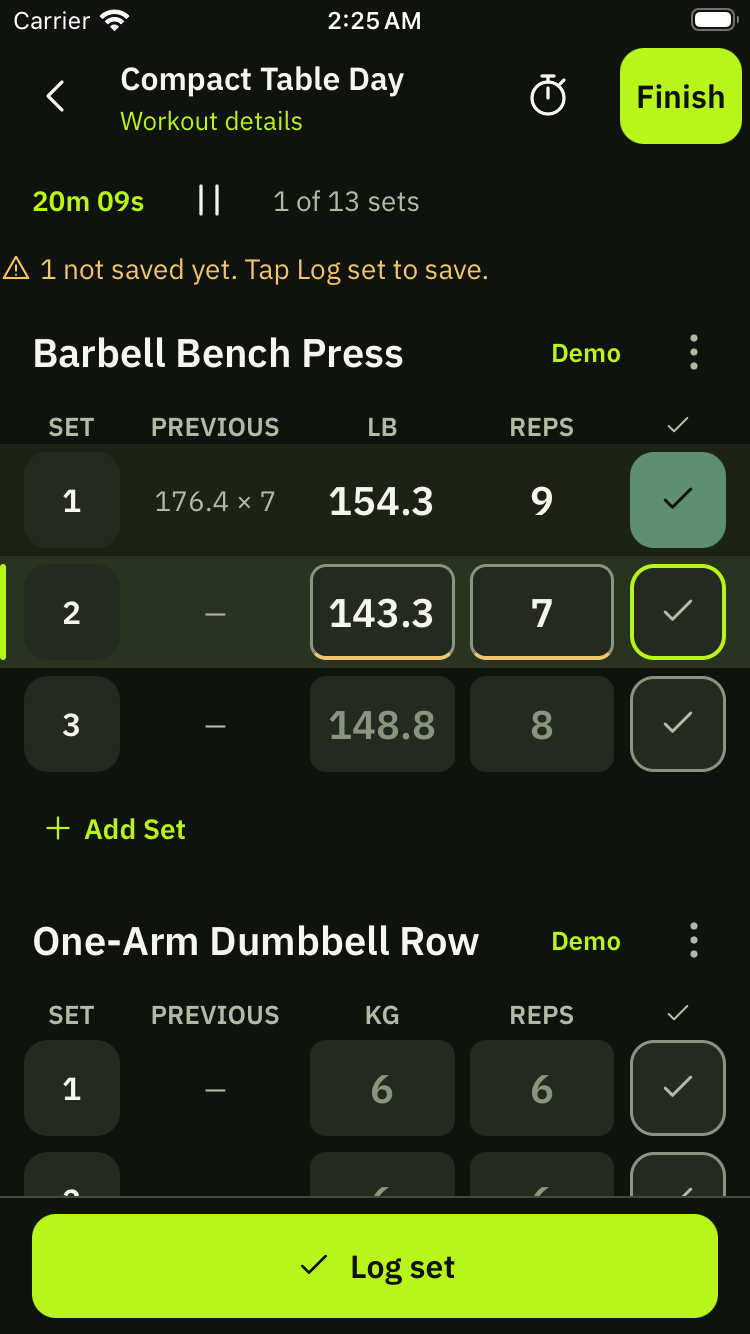 Carrier 2:25 AM
Compact Table Day
Workout details
Finish
20m 09s 1 of 13 sets
1 not saved yet. Tap Log set to save.
Barbell Bench Press Demo
SET PREVIOUS LB REPS
1 176.4 × 7 154.3 9
2 – 143.3 7
3 – 148.8 8
+ Add Set
One-Arm Dumbbell Row Demo
SET PREVIOUS KG REPS
1 – 6 6
Log set